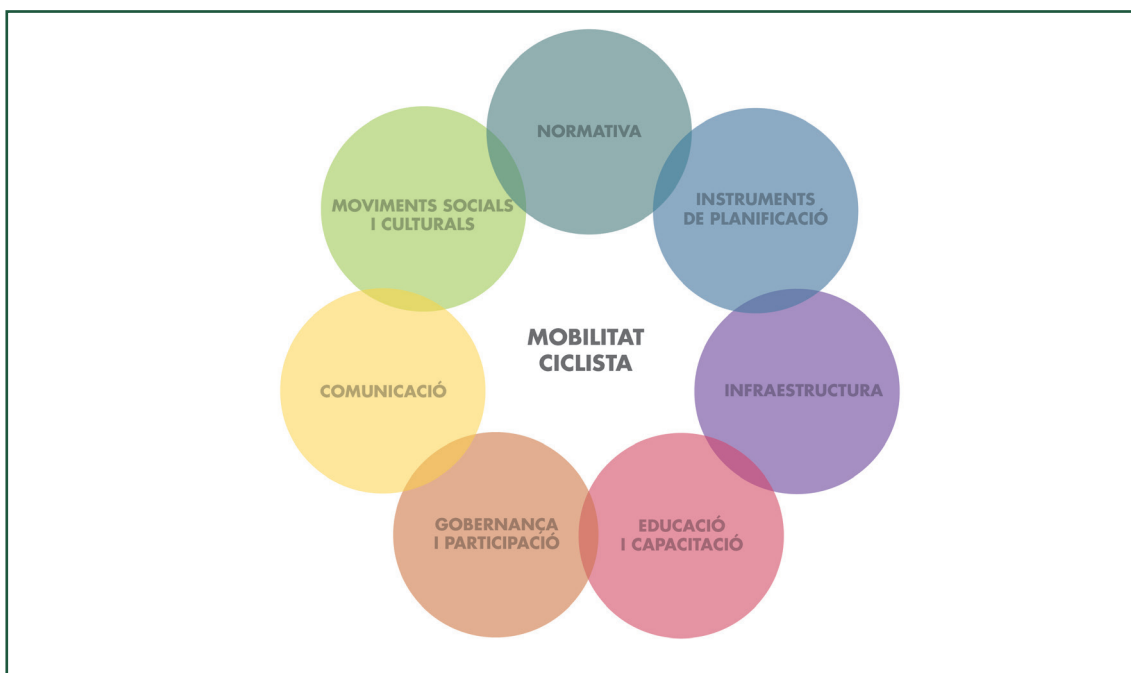 NORMATIVA
INSTRUMENTS
DE PLANIFICACIÓ
INFRAESTRUCTURA
EDUCACIÓ
I CAPACITACIÓ
GOBERNANÇA
I PARTICIPACIÓ
COMUNICACIÓ
MOVIMENTS SOCIALS
I CULTURALS
MOBILITAT
CICLISTA